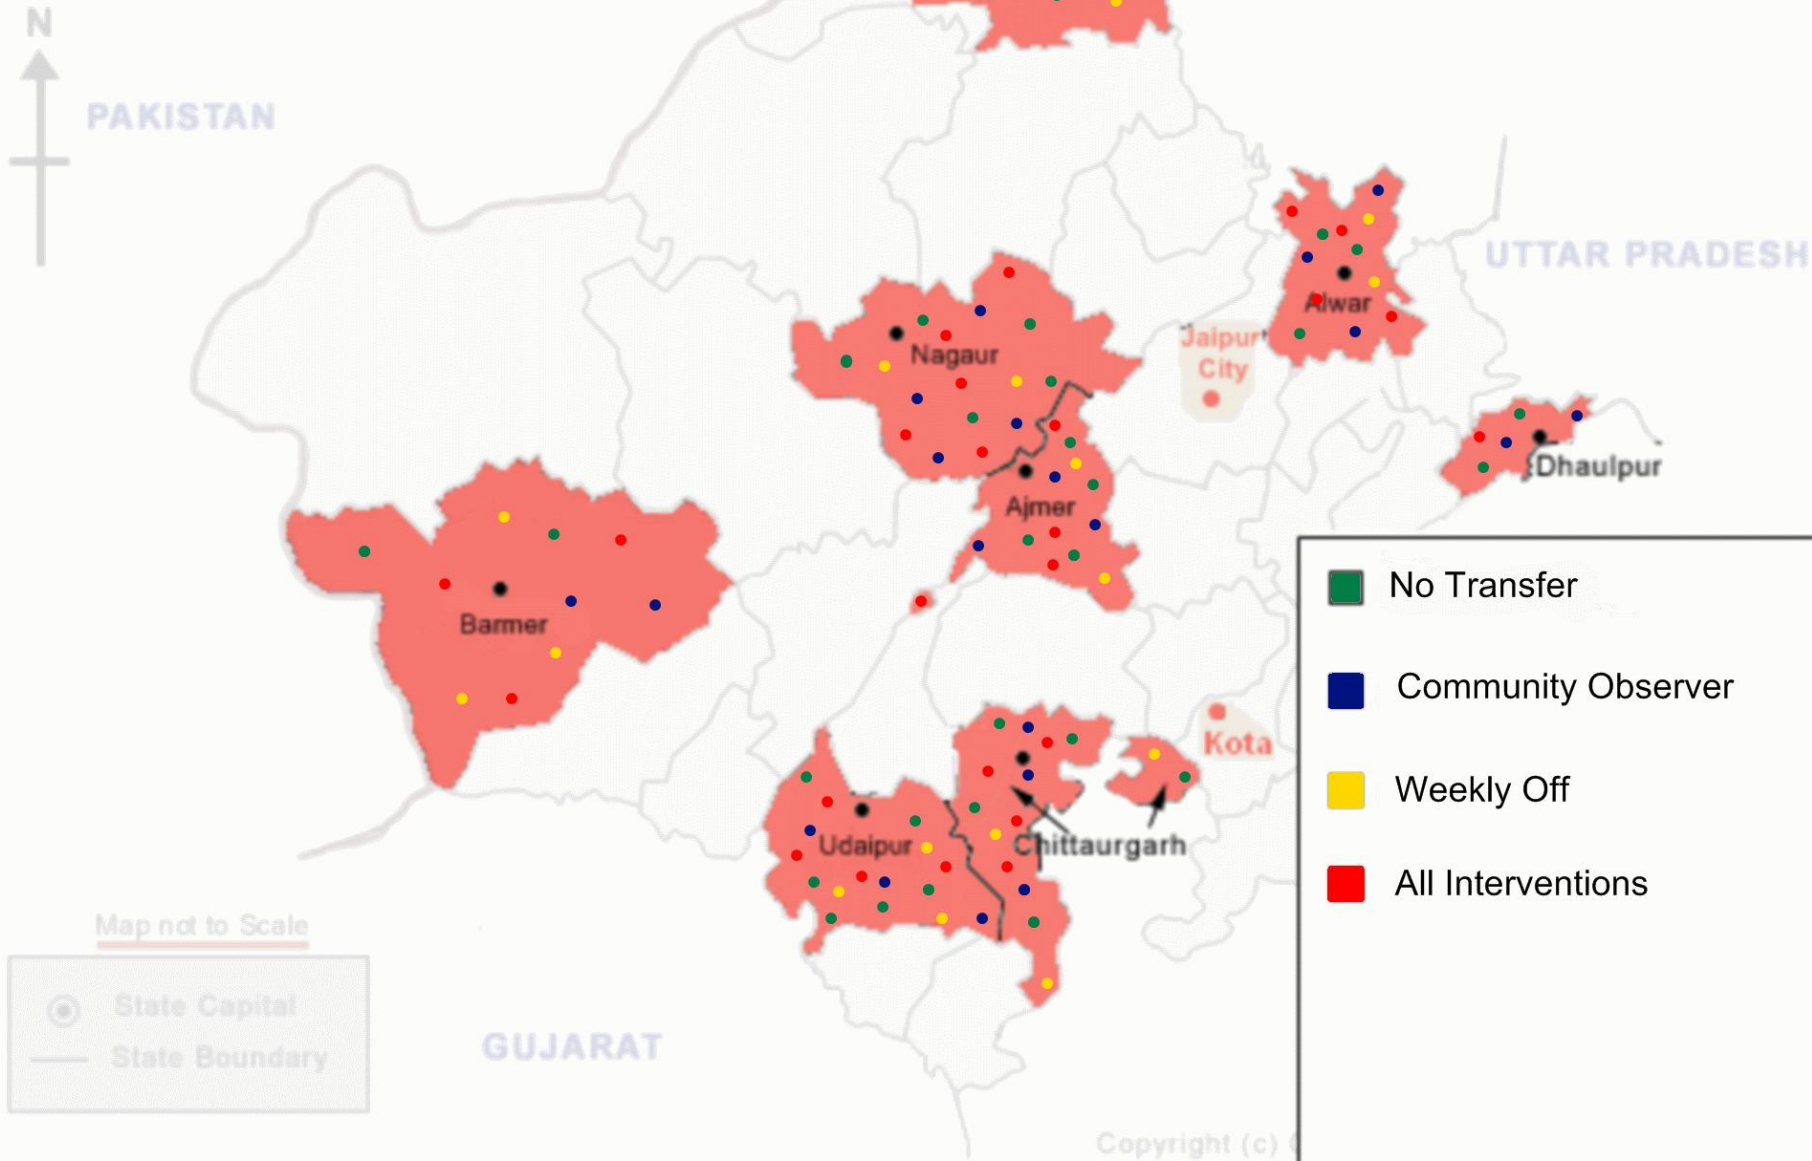 N
PAKISTAN
UTTAR PRADESH
Alwar
Jaipur
City
Nagaur
Dhaulpur
Ajmer
Barmer
No Transfer
Community Observer
Weekly Off
All Interventions
Kota
Udaipur
Chittaurgarh
Map not to Scale
State Capital
State Boundary
GUJARAT
Copyright (c)